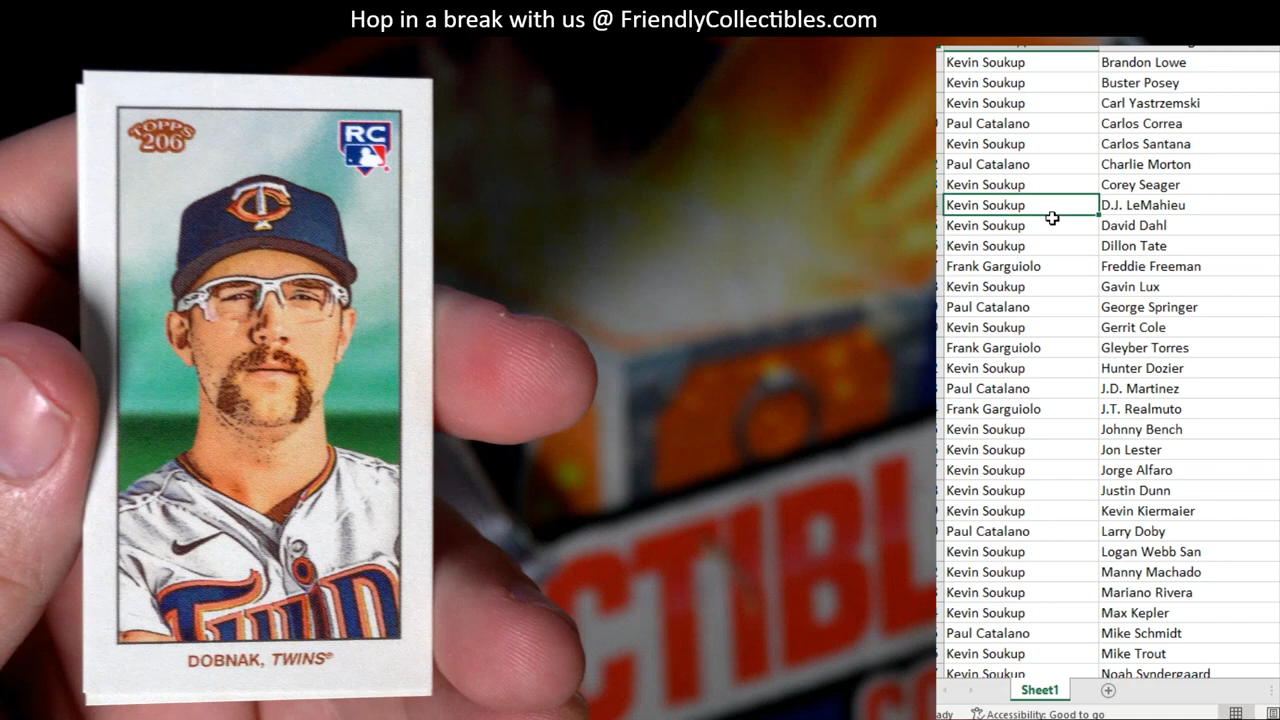 Hop in a break with us @ FriendlyCollectibles.com
TOPPS
206
RC
TC
TWIN
DOBNAK, TWINS®
CTIBL
CO
Kevin Soukup Brandon Lowe
Kevin Soukup Buster Posey
Kevin Soukup Carl Yastrzemski
Paul Catalano Carlos Correa
Kevin Soukup Carlos Santana
Paul Catalano Charlie Morton
Kevin Soukup Corey Seager
Kevin Soukup D.J. LeMahieu
Kevin Soukup David Dahl
Kevin Soukup Dillon Tate
Frank Garguiolo Freddie Freeman
Kevin Soukup Gavin Lux
Paul Catalano George Springer
Kevin Soukup Gerrit Cole
Frank Garguiolo Gleyber Torres
Kevin Soukup Hunter Dozier
Paul Catalano J.D. Martinez
Frank Garguiolo J.T. Realmuto
Kevin Soukup Johnny Bench
Kevin Soukup Jon Lester
Kevin Soukup Jorge Alfaro
Kevin Soukup Justin Dunn
Kevin Soukup Kevin Kiermaier
Paul Catalano Larry Doby
Kevin Soukup Logan Webb San
Kevin Soukup Manny Machado
Kevin Soukup Mariano Rivera
Kevin Soukup Max Kepler
Paul Catalano Mike Schmidt
Kevin Soukup Mike Trout
Kevin Soukup Noah Syndergaard
Sheet1
ady Accessibility: Good to go